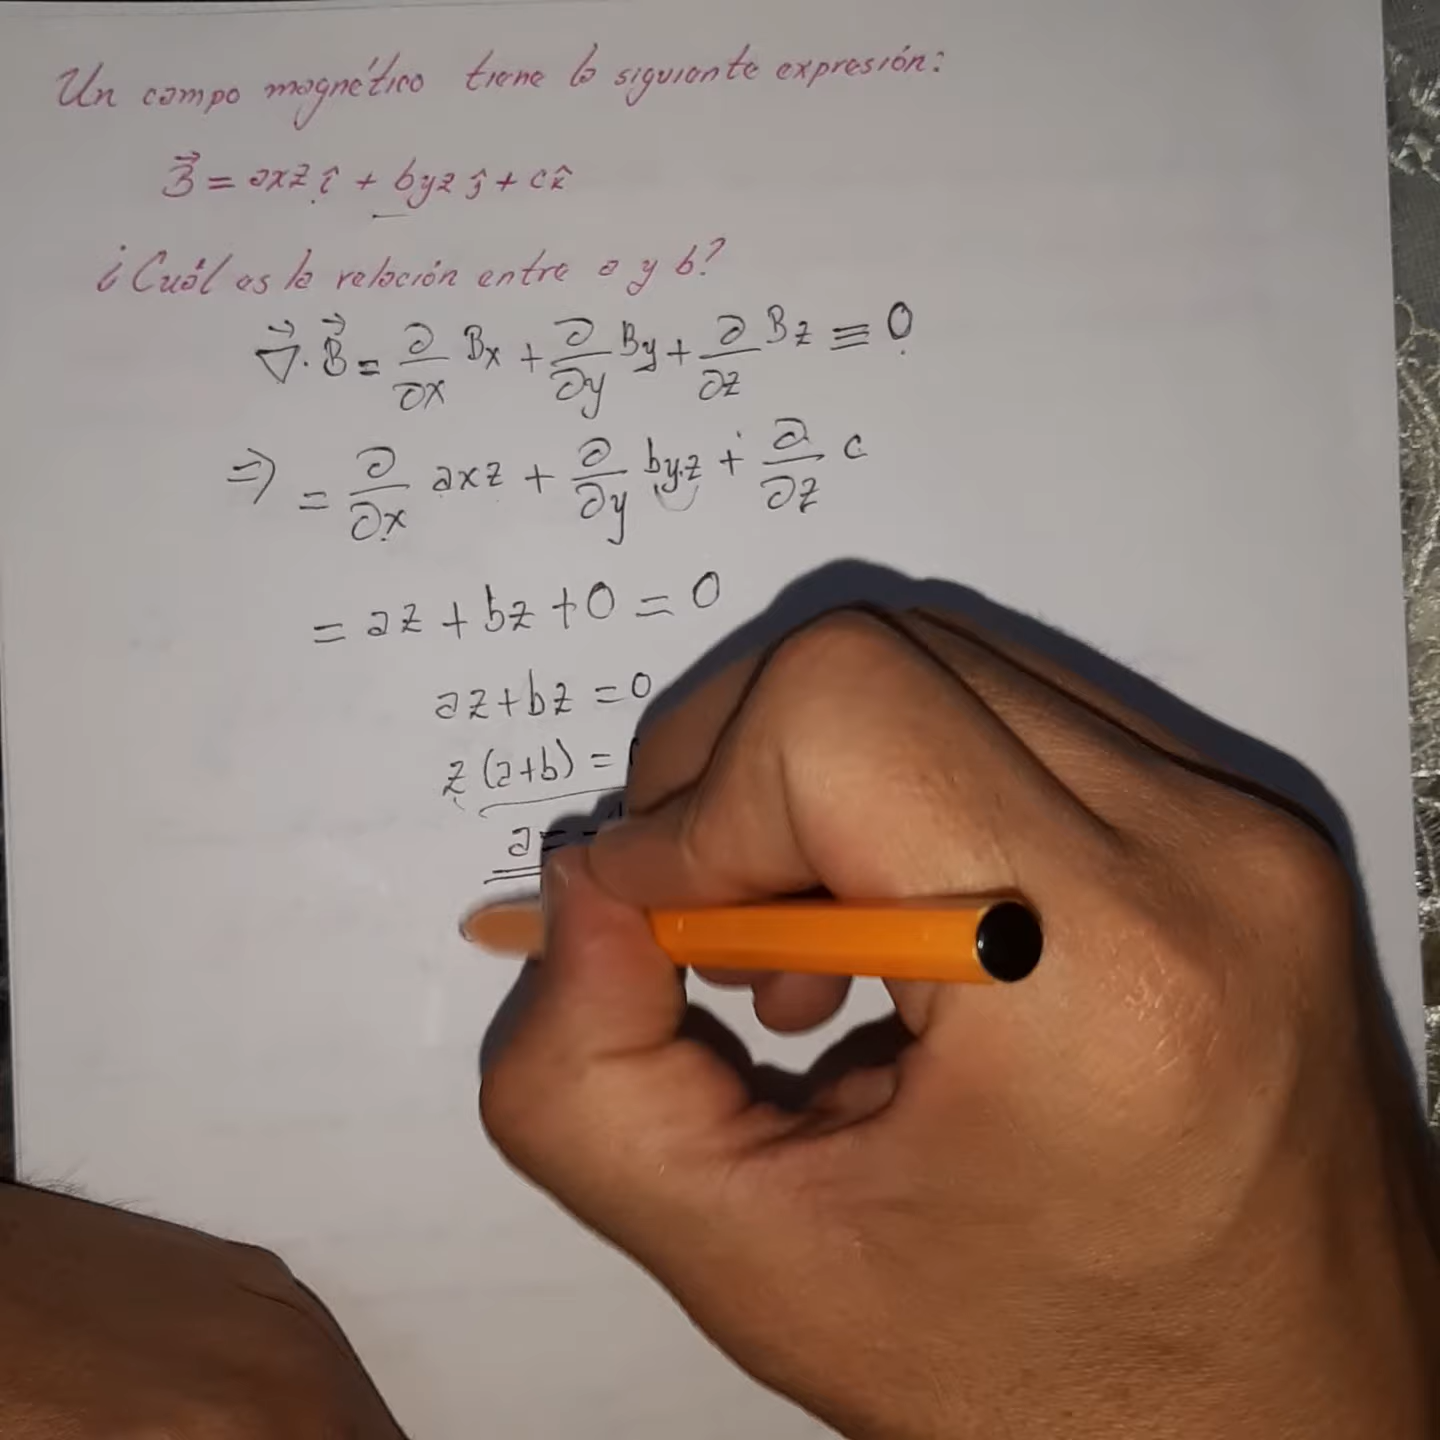 Un campo magnético tiene la siguiente expresión:
B⃗ = axz î + byz ĵ + c k̂
¿Cuál es la relación entre a y b?
∇⃗·B⃗ = ∂/∂x Bx + ∂/∂y By + ∂/∂z Bz ≡ 0
⇒ = ∂/∂x axz + ∂/∂y byz + ∂/∂z c
= az + bz + 0 = 0
az + bz = 0
z (a+b) =
a = -